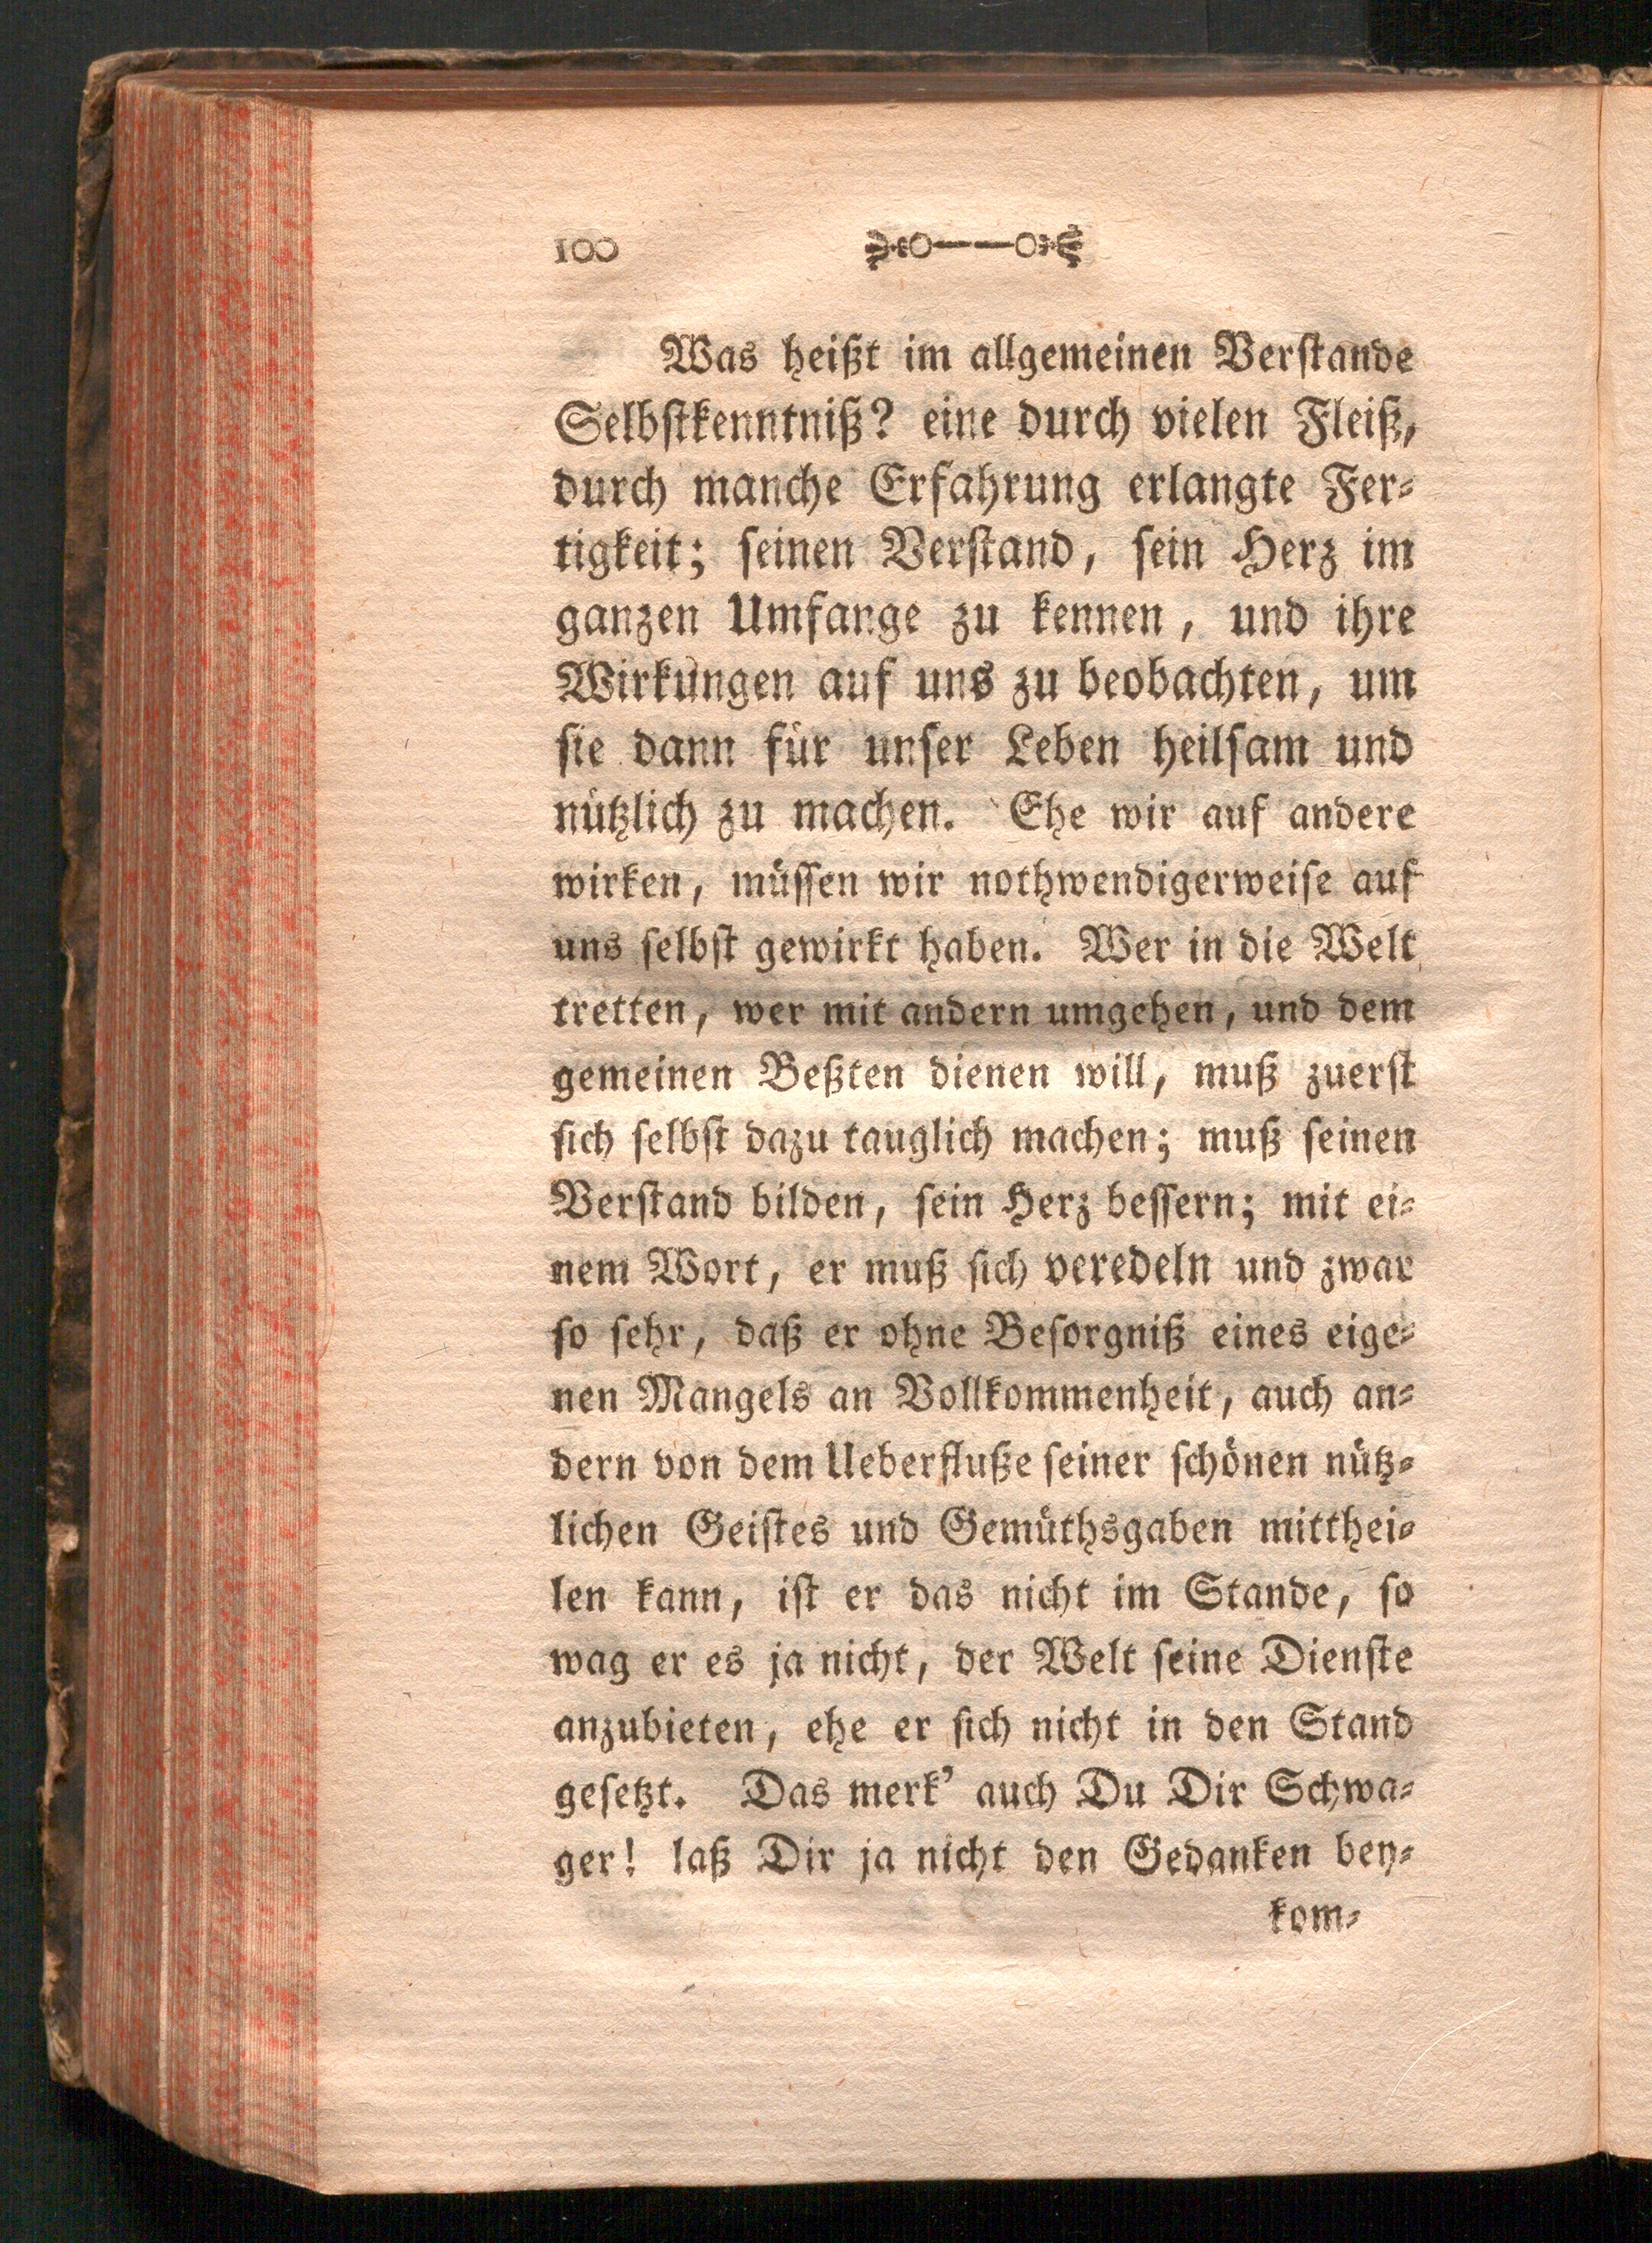 100
Was heißt im allgemeinen Verstande
Selbstkenntniß? eine durch vielen Fleiß,
durch manche Erfahrung erlangte Fer-
tigkeit; seinen Verstand, sein Herz im
ganzen Umfange zu kennen, und ihre
Wirkungen auf uns zu beobachten, um
sie dann für unser Leben heilsam und
nützlich zu machen. Ehe wir auf andere
wirken, müssen wir nothwendigerweise auf
uns selbst gewirkt haben. Wer in die Welt
tretten, wer mit andern umgehen, und dem
gemeinen Beßten dienen will, muß zuerst
sich selbst dazu tauglich machen; muß seinen
Verstand bilden, sein Herz bessern; mit ei-
nem Wort, er muß sich veredeln und zwar
so sehr, daß er ohne Besorgniß eines eige-
nen Mangels an Vollkommenheit, auch an-
dern von dem Ueberfluße seiner schönen nütz-
lichen Geistes und Gemüthsgaben mitthei-
len kann, ist er das nicht im Stande, so
wag er es ja nicht, der Welt seine Dienste
anzubieten, ehe er sich nicht in den Stand
gesetzt. Das merk' auch Du Dir Schwa-
ger! laß Dir ja nicht den Gedanken bey-
kom-